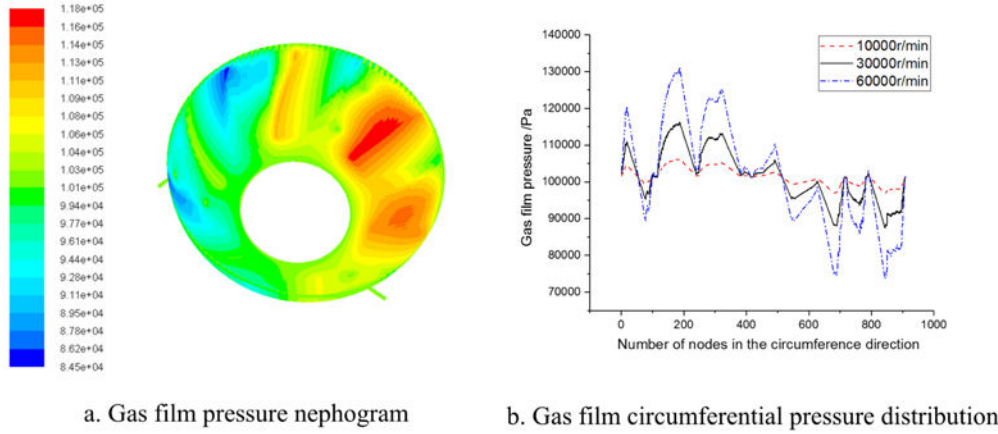 1.18e+05
1.16e+05
1.14e+05
1.13e+05
1.11e+05
1.09e+05
1.08e+05
1.06e+05
1.04e+05
1.03e+05
1.01e+05
9.94e+04
9.77e+04
9.61e+04
9.44e+04
9.28e+04
9.11e+04
8.95e+04
8.78e+04
8.62e+04
8.45e+04
a. Gas film pressure nephogram
Gas film pressure /Pa
140000
130000
120000
110000
100000
90000
80000
70000
10000r/min
30000r/min
60000r/min
0
200
400
600
800
1000
Number of nodes in the circumference direction
b. Gas film circumferential pressure distribution